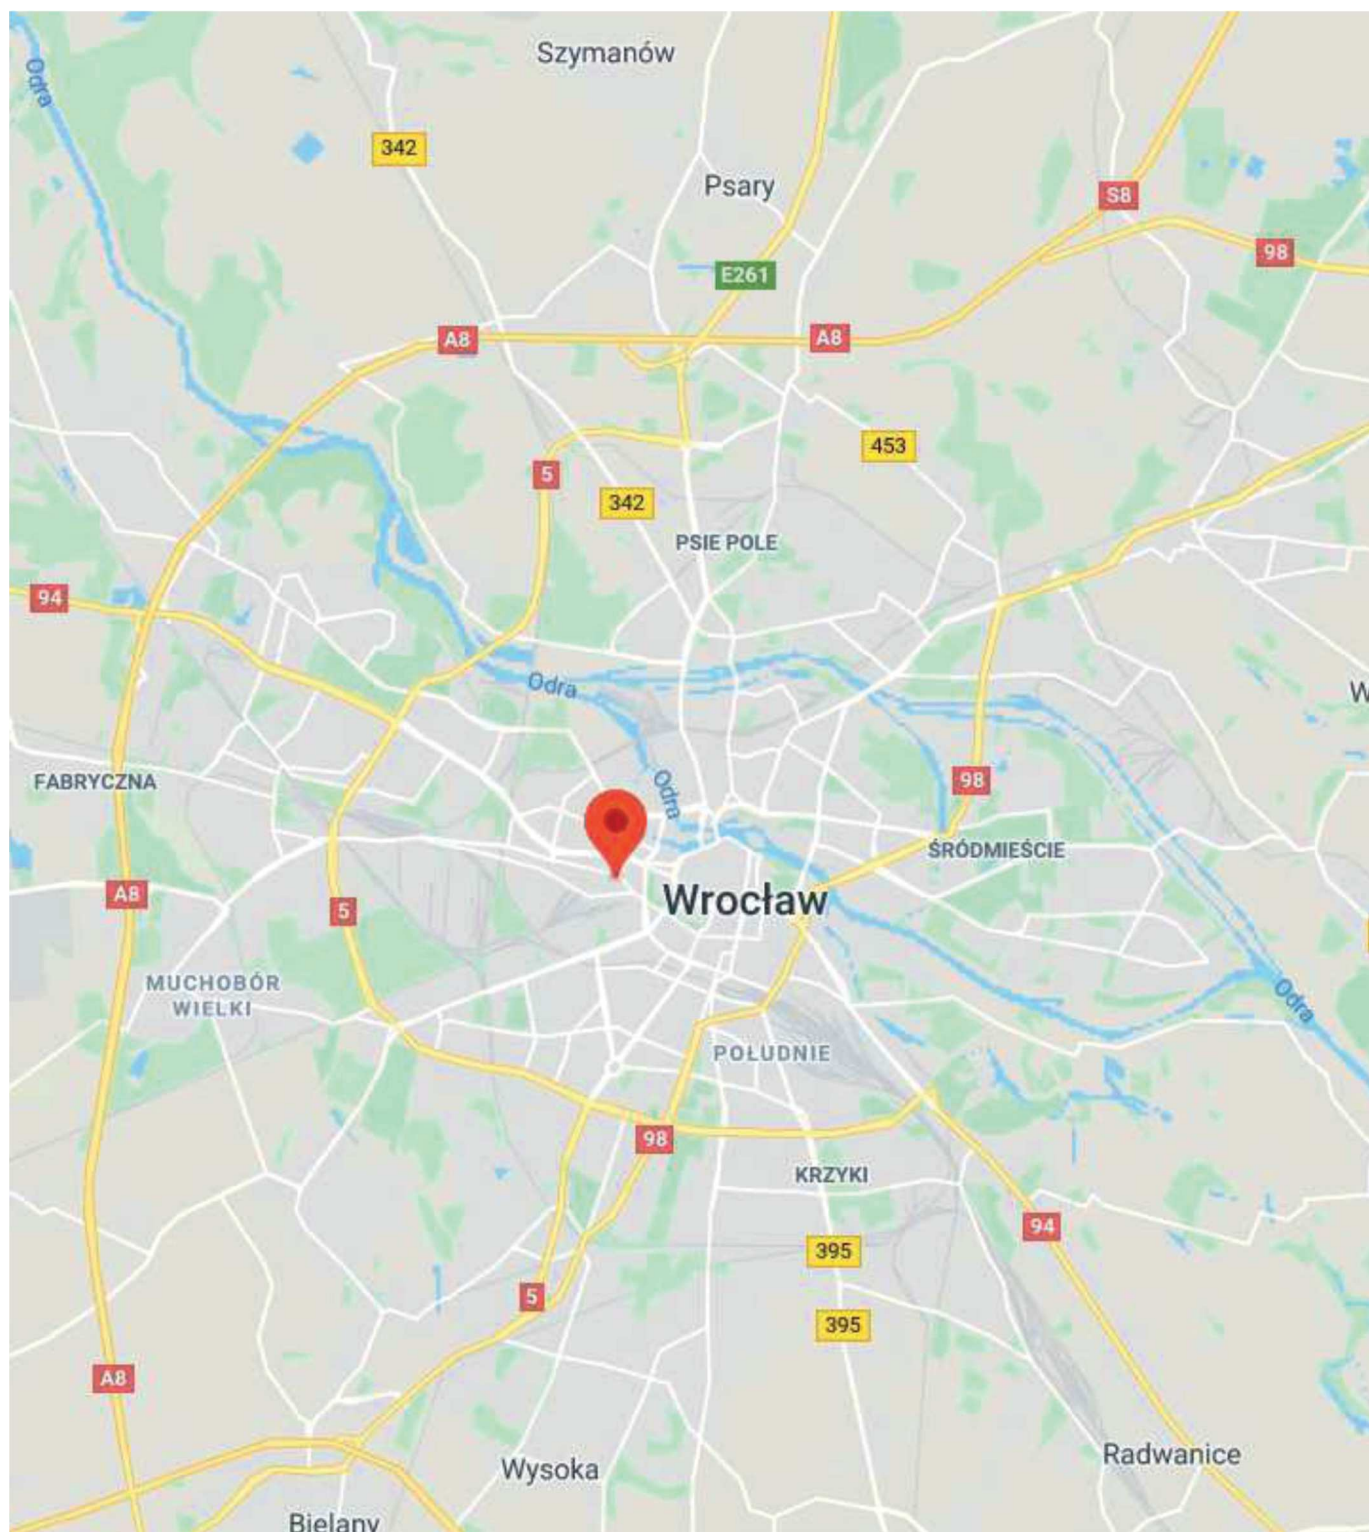 Szymanów
Odra
342
Psary
S8
98
E261
A8
A8
453
5
342
PSIE POLE
94
Odra
W
FABRYCZNA
Odra
98
ŚRÓDMIEŚCIE
A8
Wrocław
5
MUCHOBÓR
WIELKI
Odra
POŁUDNIE
98
KRZYKI
94
395
5
395
A8
Radwanice
Wysoka
Bielany